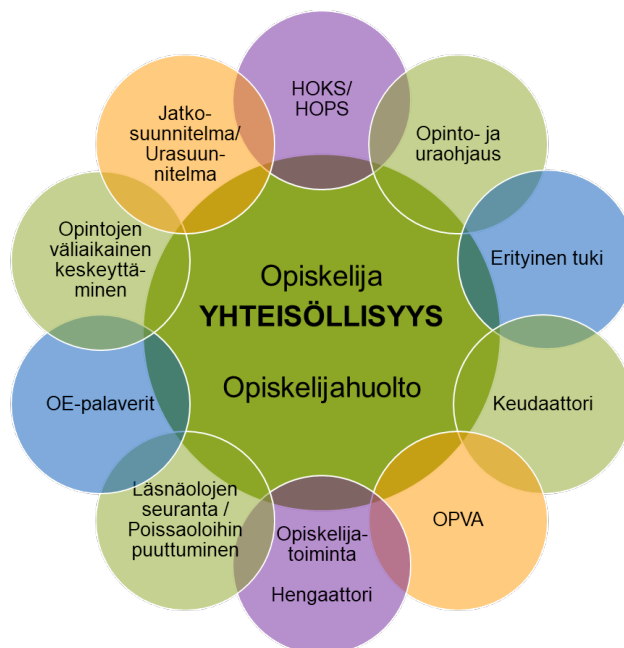 HOKS/
HOPS
Opinto- ja
uraohjaus
Erityinen tuki
Keudaattori
OPVA
Opiskelija-
toiminta
Hengaattori
Läsnäolojen
seuranta /
Poissaoloihin
puuttuminen
OE-palaverit
Opintojen
väliaikainen
keskeyttä-
minen
Jatko-
suunnitelma/
Urasuun-
nitelma
Opiskelija
YHTEISÖLLISYYS
Opiskelijahuolto